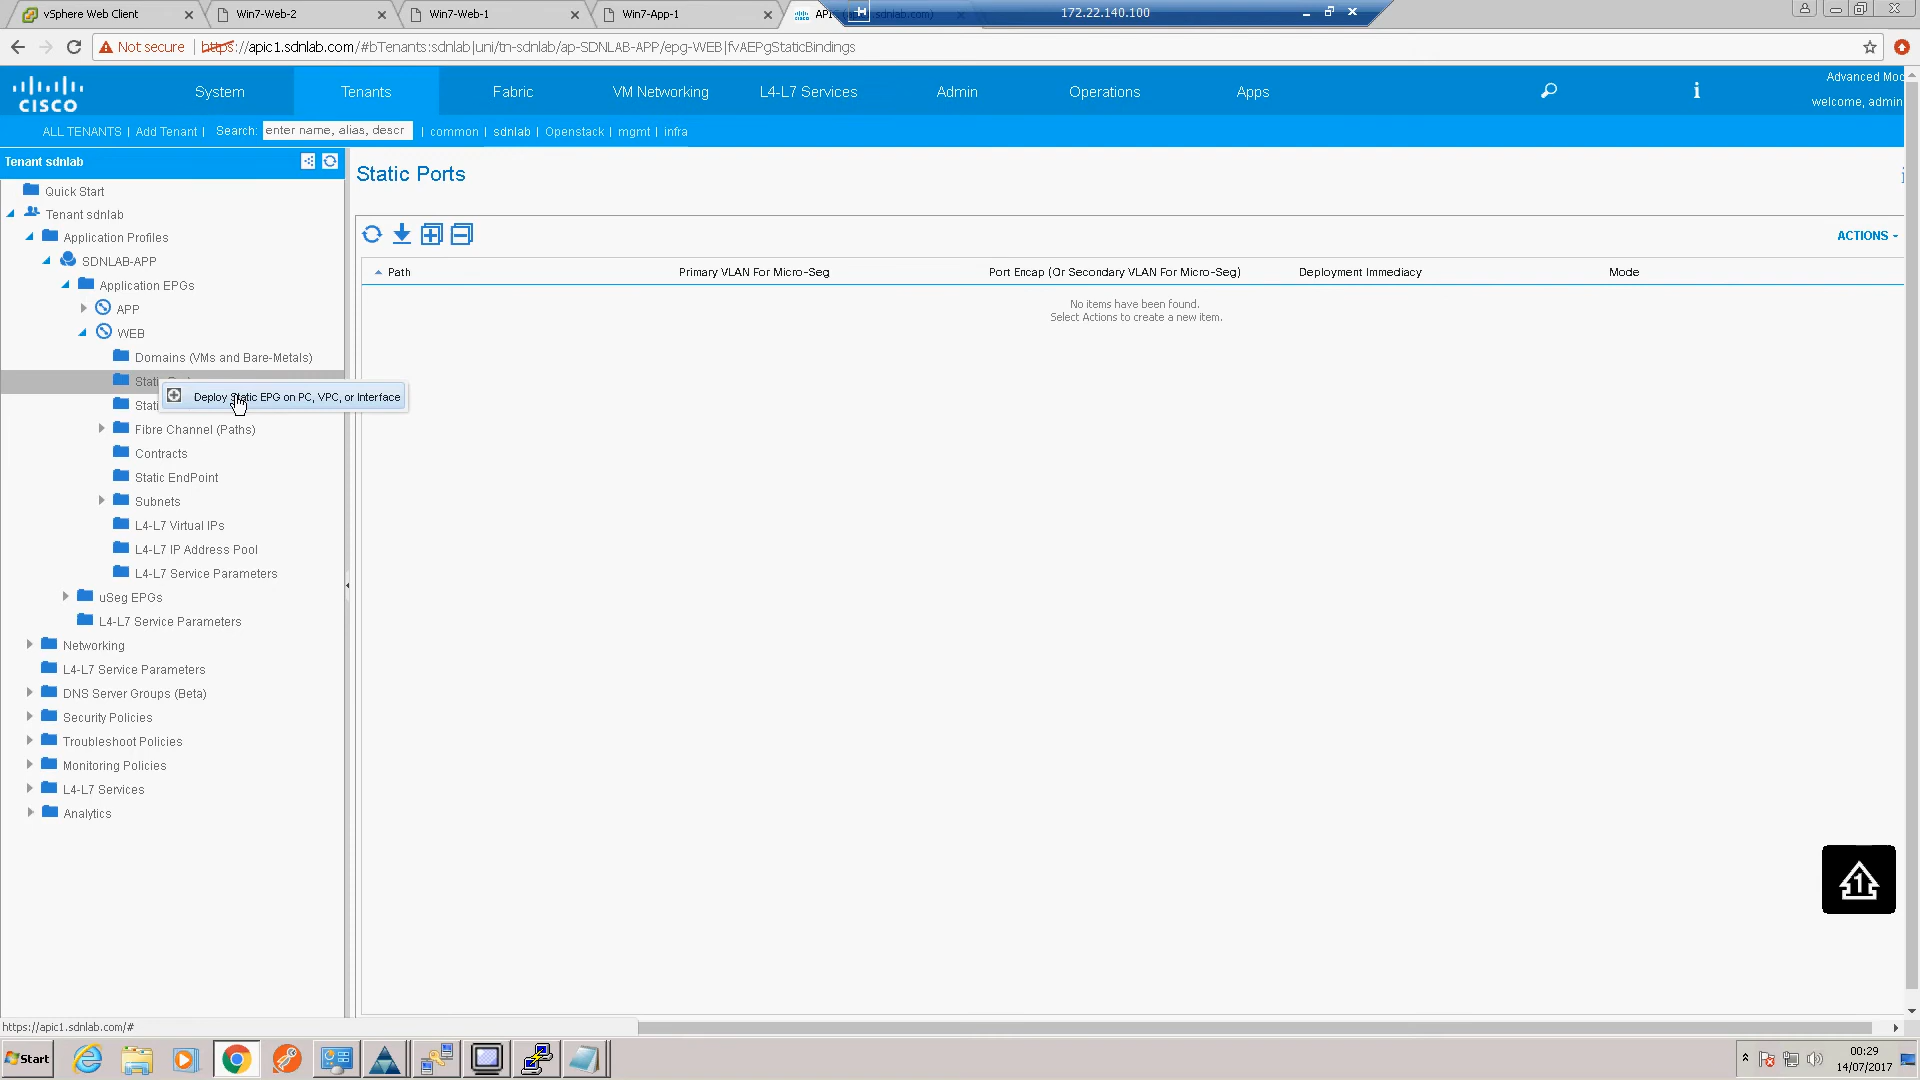 vSphere Web Client
Win7-Web-2
Win7-Web-1
Win7-App-1
172.22.140.100
Not secure
https://apic1.sdnlab.com/#bTenants:sdnlab|uni/tn-sdnlab/ap-SDNLAB-APP/epg-WEB|fvAEPgStaticBindings
CISCO
System
Tenants
Fabric
VM Networking
L4-L7 Services
Admin
Operations
Apps
i
Advanced Mod
welcome, admin
ALL TENANTS | Add Tenant | Search: enter name, alias, descr | common | sdnlab | Openstack | mgmt | infra
Tenant sdnlab
Quick Start
Tenant sdnlab
Application Profiles
SDNLAB-APP
Application EPGs
APP
WEB
Domains (VMs and Bare-Metals)
Deploy Static EPG on PC, VPC, or Interface
Fibre Channel (Paths)
Contracts
Static EndPoint
Subnets
L4-L7 Virtual IPs
L4-L7 IP Address Pool
L4-L7 Service Parameters
uSeg EPGs
L4-L7 Service Parameters
Networking
L4-L7 Service Parameters
DNS Server Groups (Beta)
Security Policies
Troubleshoot Policies
Monitoring Policies
L4-L7 Services
Analytics
Static Ports
ACTIONS
Path
Primary VLAN For Micro-Seg
Port Encap (Or Secondary VLAN For Micro-Seg)
Deployment Immediacy
Mode
No items have been found.
Select Actions to create a new item.
1
https://apic1.sdnlab.com/#
Start
00:29
14/07/2017